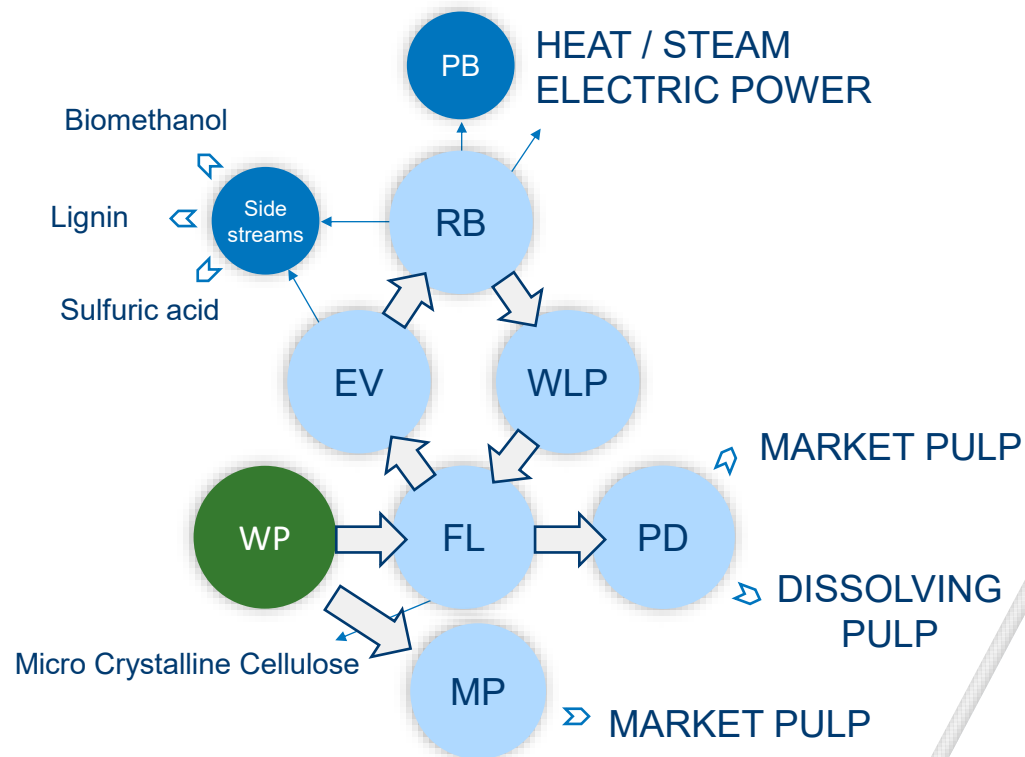 PB
HEAT / STEAM
ELECTRIC POWER
Biomethanol
Lignin
Side
streams
RB
Sulfuric acid
EV
WLP
MARKET PULP
WP
FL
PD
DISSOLVING
PULP
Micro Crystalline Cellulose
MP
MARKET PULP